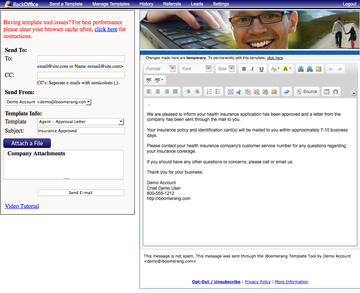 BackOffice
Home Send a Template Manage Templates History Referrals Leads Settings
Having template tool issues? For best performance
please clear your browser cache often, click here for
instructions.
Send To:
To:
email@site.com or Name <email@site.com>
CC:
CC's: Seprate e-mails with semicolons (;).
Send From:
Demo Account <demo@iboomerang.com>
Template Info:
Template Agent - Approval Letter
Subject: Insurance Approved
Attach a File
Company Attachments
Send E-mail
Video Tutorial
Changes made here are temporary. To permanently edit this template, click here.
Font Size
Source
We are pleased to inform your health insurance application has been approved and a letter from the
company has been sent through the mail to you.
Your insurance policy and identification card(s) will be mailed to you within approximately 7-10 business
days.
Please contact your health insurance company's customer service number for any questions regarding
your insurance coverage.
If you should have any other questions or concerns, please call or email us.
Thank you for your business.
Demo Account
Chief Demo User
800-555-1212
http://iboomerang.com
This message is not spam. This message was sent through the iBoomerang Template Tool by Demo Account
<demo@iboomerang.com>
Opt-Out / Unsubscribe | Privacy Policy | More Information